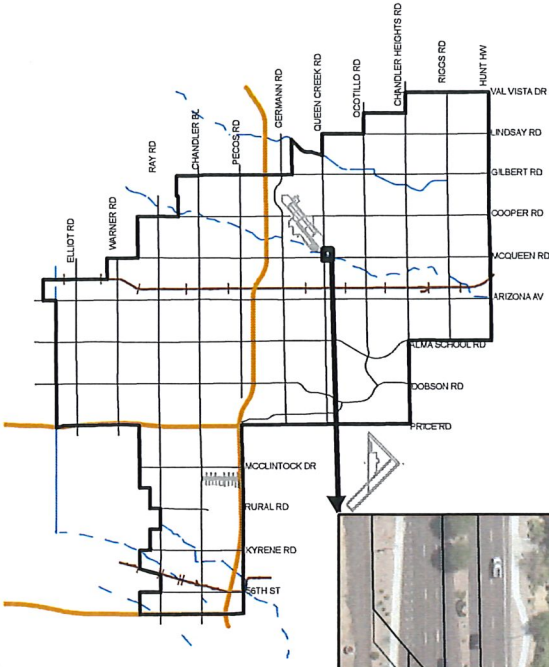 ELLIOT RD
WARNER RD
RAY RD
CHANDLER BL
PECOS RD
GERMANN RD
QUEEN CREEK RD
OCOTILLO RD
CHANDLER HEIGHTS RD
RIGGS RD
HUNT HW
VAL VISTA DR
LINDSAY RD
GILBERT RD
COOPER RD
MCQUEEN RD
ARIZONA AV
ALMA SCHOOL RD
DOBSON RD
PRICE RD
MCCLINTOCK DR
RURAL RD
KYRENE RD
56TH ST